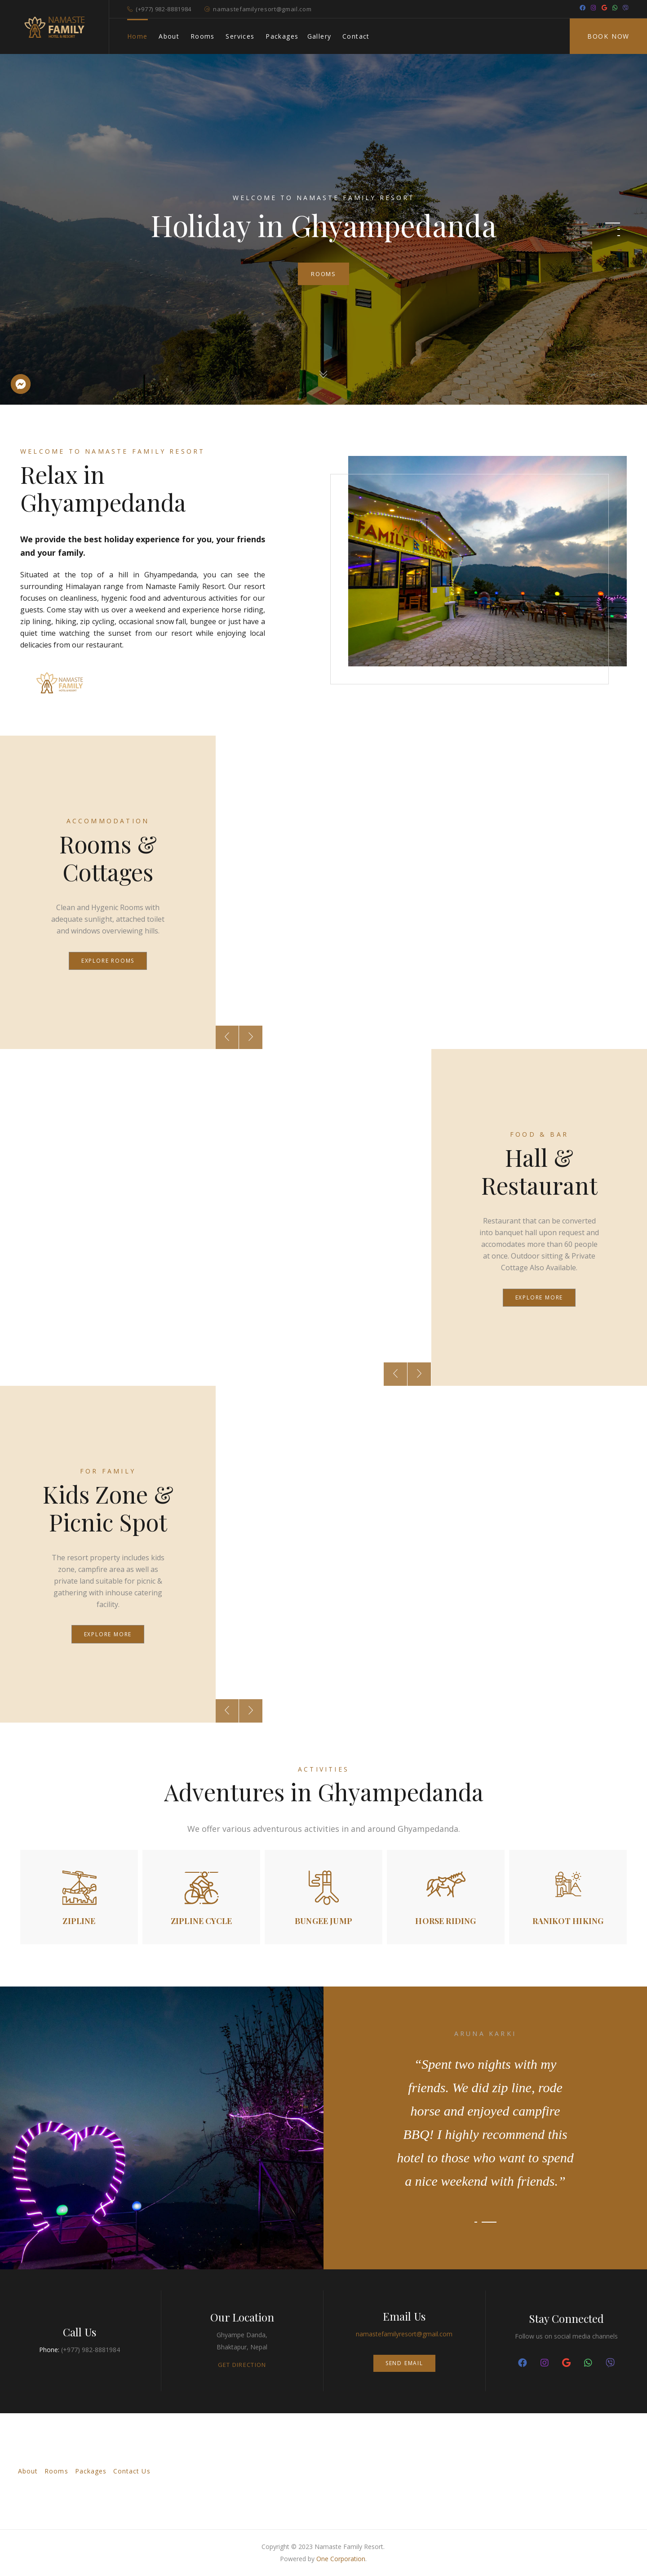 NAMASTE
FAMILY
HOTEL & RESORT
(+977) 982-8881984
namastefamilyresort@gmail.com
Home About Rooms Services Packages Gallery Contact
BOOK NOW
WELCOME TO NAMASTE FAMILY RESORT
Holiday in Ghyampedanda
ROOMS
WELCOME TO NAMASTE FAMILY RESORT
Relax in
Ghyampedanda
We provide the best holiday experience for you, your friends
and your family.
Situated at the top of a hill in Ghyampedanda, you can see the
surrounding Himalayan range from Namaste Family Resort. Our resort
focuses on cleanliness, hygenic food and adventurous activities for our
guests. Come stay with us over a weekend and experience horse riding,
zip lining, hiking, zip cycling, occasional snow fall, bungee or just have a
quiet time watching the sunset from our resort while enjoying local
delicacies from our restaurant.
FAMILY RESORT
NAMASTE
FAMILY
ACCOMMODATION
Rooms &
Cottages
Clean and Hygenic Rooms with
adequate sunlight, attached toilet
and windows overviewing hills.
EXPLORE ROOMS
FOOD & BAR
Hall &
Restaurant
Restaurant that can be converted
into banquet hall upon request and
accomodates more than 60 people
at once. Outdoor sitting & Private
Cottage Also Available.
EXPLORE MORE
FOR FAMILY
Kids Zone &
Picnic Spot
The resort property includes kids
zone, campfire area as well as
private land suitable for picnic &
gathering with inhouse catering
facility.
EXPLORE MORE
ACTIVITIES
Adventures in Ghyampedanda
We offer various adventurous activities in and around Ghyampedanda.
ZIPLINE
ZIPLINE CYCLE
BUNGEE JUMP
HORSE RIDING
RANIKOT HIKING
ARUNA KARKI
“Spent two nights with my
friends. We did zip line, rode
horse and enjoyed campfire
BBQ! I highly recommend this
hotel to those who want to spend
a nice weekend with friends.”
Call Us
Phone: (+977) 982-8881984
Our Location
Ghyampe Danda,
Bhaktapur, Nepal
GET DIRECTION
Email Us
namastefamilyresort@gmail.com
SEND EMAIL
Stay Connected
Follow us on social media channels
About Rooms Packages Contact Us
Copyright © 2023 Namaste Family Resort.
Powered by One Corporation.